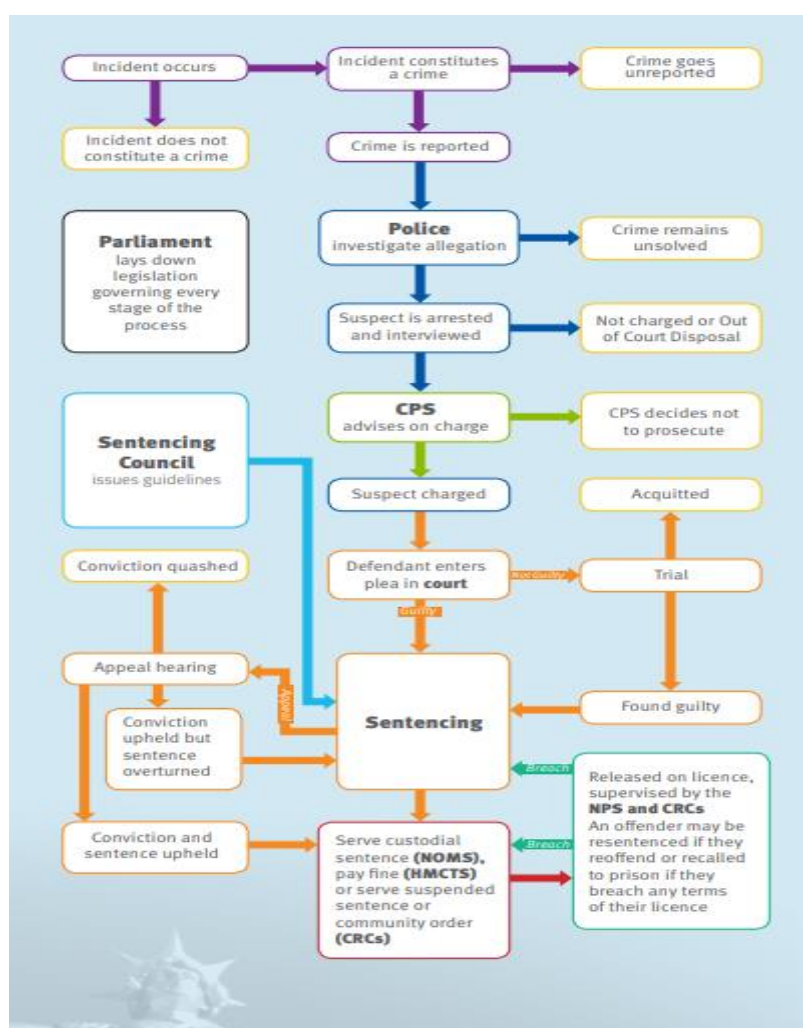 Incident occurs
Incident constitutes
a crime
Crime goes
unreported
Incident does not
constitute a crime
Crime is reported
Parliament
lays down
legislation
governing every
stage of the
process
Police
investigate allegation
Crime remains
unsolved
Suspect is arrested
and interviewed
Not charged or Out
of Court Disposal
Sentencing
Council
issues guidelines
CPS
advises on charge
CPS decides not
to prosecute
Suspect charged
Acquitted
Conviction quashed
Defendant enters
plea in court
Not Guilty
Trial
Guilty
Appeal hearing
Appeal
Sentencing
Found guilty
Conviction
upheld but
sentence
overturned
Breach
Released on licence,
supervised by the
NPS and CRCs
An offender may be
resentenced if they
reoffend or recalled
to prison if they
breach any terms
of their licence
Conviction and
sentence upheld
Serve custodial
sentence (NOMS),
pay fine (HMCTS)
or serve suspended
sentence or
community order
(CRCs)
Breach